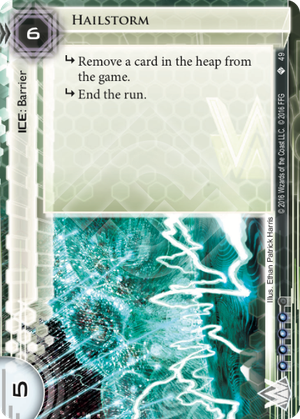 HAILSTORM
6
↳ Remove a card in the heap from
the game.
↳ End the run.
ICE: Barrier
49
© 2016 Wizards of the Coast LLC. © 2016 FFG
Illus. Ethan Patrick Harris
5